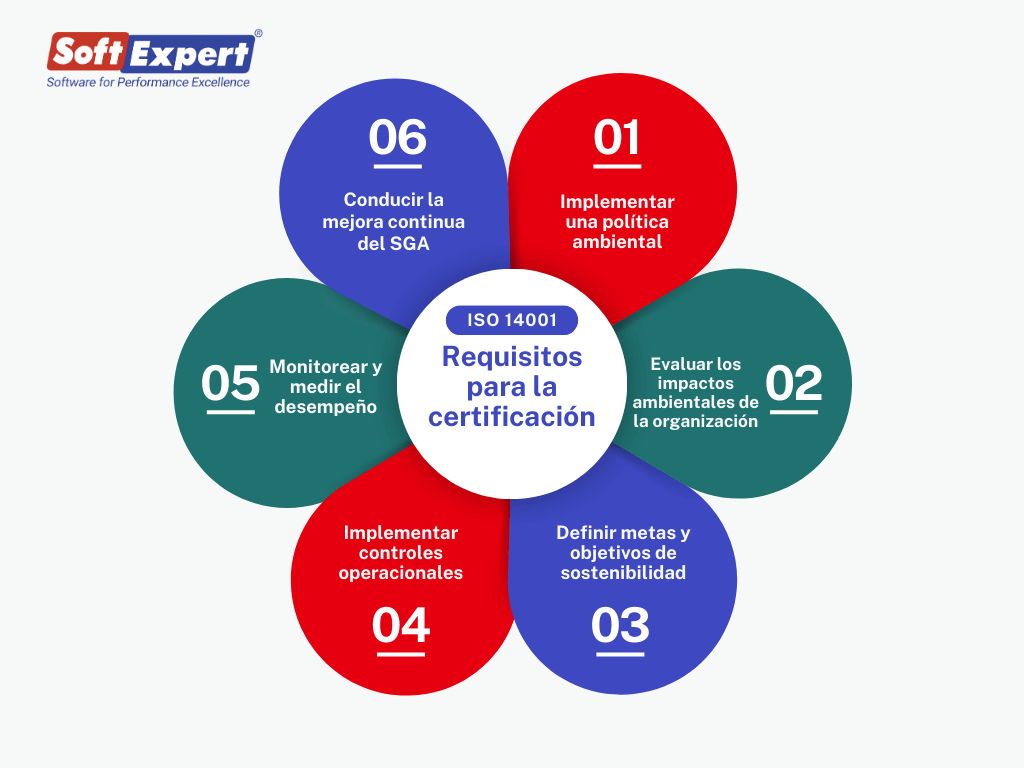 SoftExpert®
Software for Performance Excellence
ISO 14001
Requisitos
para la
certificación
01
Implementar
una política
ambiental
Evaluar los
impactos
ambientales de
la organización
02
Definir metas y
objetivos de
sostenibilidad
03
Implementar
controles
operacionales
04
05
Monitorear y
medir el
desempeño
06
Conducir la
mejora continua
del SGA